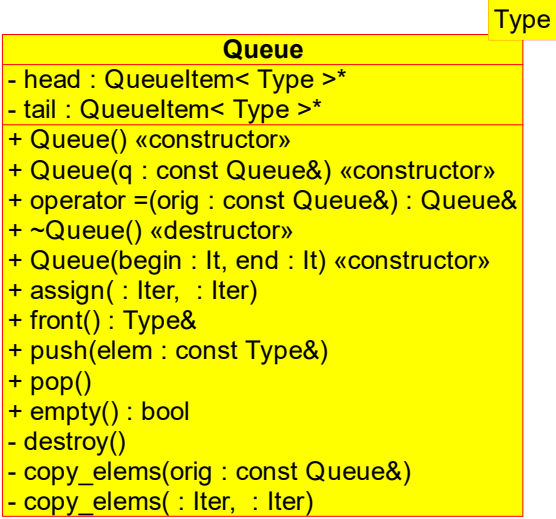 Type
Queue
- head : QueueItem< Type >*
- tail : QueueItem< Type >*
+ Queue() «constructor»
+ Queue(q : const Queue&) «constructor»
+ operator =(orig : const Queue&) : Queue&
+ ~Queue() «destructor»
+ Queue(begin : It, end : It) «constructor»
+ assign( : Iter,  : Iter)
+ front() : Type&
+ push(elem : const Type&)
+ pop()
+ empty() : bool
- destroy()
- copy_elems(orig : const Queue&)
- copy_elems( : Iter,  : Iter)